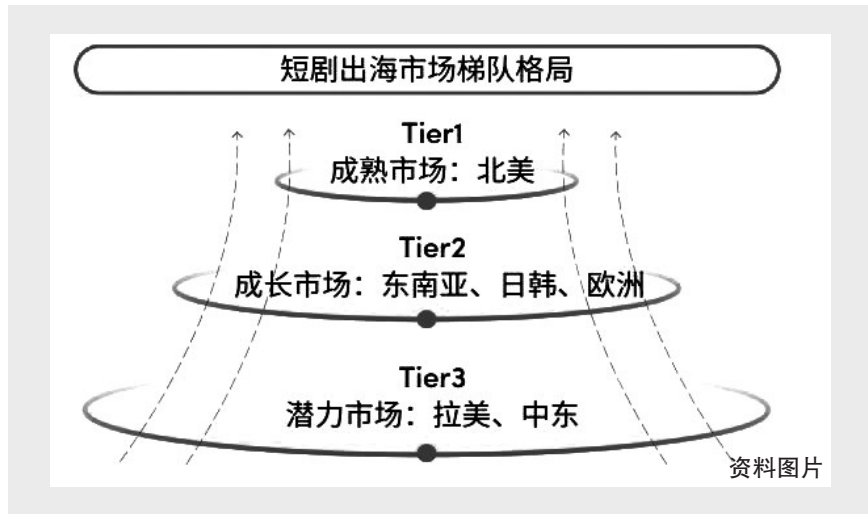 短剧出海市场梯队格局
Tier1
成熟市场：北美
Tier2
成长市场：东南亚、日韩、欧洲
Tier3
潜力市场：拉美、中东
资料图片